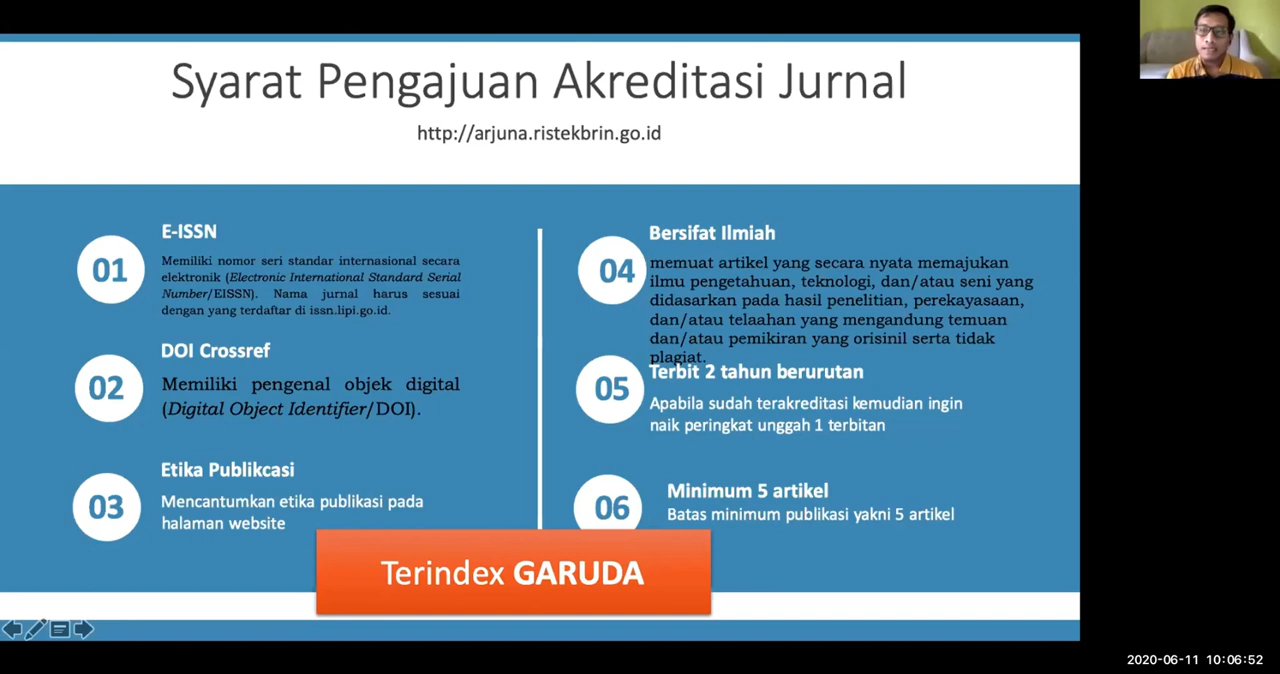 Syarat Pengajuan Akreditasi Jurnal
http://arjuna.ristekbrin.go.id
01
E-ISSN
Memiliki nomor seri standar internasional secara
elektronik (Electronic International Standard Serial
Number/EISSN). Nama jurnal harus sesuai
dengan yang terdaftar di issn.lipi.go.id.
02
DOI Crossref
Memiliki pengenal objek digital
(Digital Object Identifier/DOI).
03
Etika Publikcasi
Mencantumkan etika publikasi pada
halaman website
04
Bersifat Ilmiah
memuat artikel yang secara nyata memajukan
ilmu pengetahuan, teknologi, dan/atau seni yang
didasarkan pada hasil penelitian, perekayasaan,
dan/atau telaahan yang mengandung temuan
dan/atau pemikiran yang orisinil serta tidak
plagiat.
05
Terbit 2 tahun berurutan
Apabila sudah terakreditasi kemudian ingin
naik peringkat unggah 1 terbitan
06
Minimum 5 artikel
Batas minimum publikasi yakni 5 artikel
Terindex GARUDA
2020-06-11 10:06:52